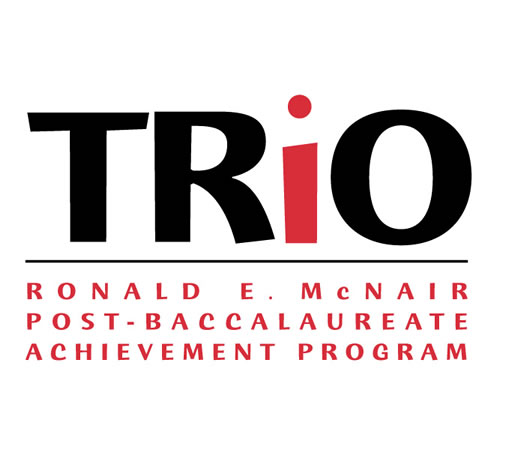 TRiO
RONALD E. McNAIR
POST-BACCALAUREATE
ACHIEVEMENT PROGRAM